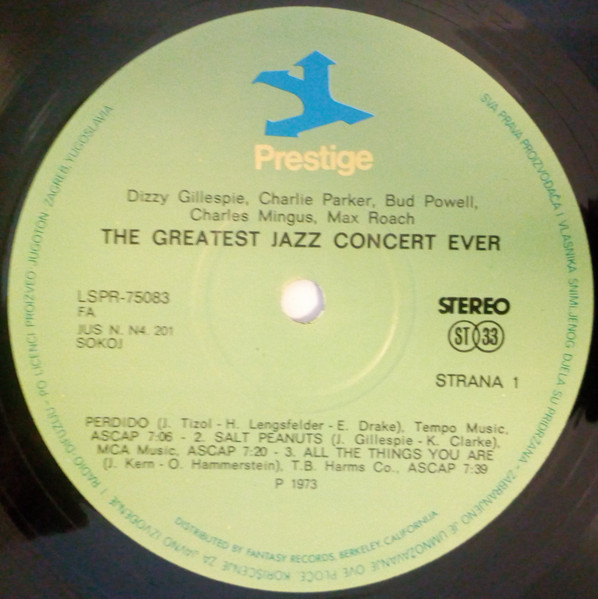 Prestige
Dizzy Gillespie, Charlie Parker, Bud Powell,
Charles Mingus, Max Roach
THE GREATEST JAZZ CONCERT EVER
LSPR-75083
FA
JUS N. N4. 201
SOKOJ
STEREO
ST 33
STRANA 1
PERDIDO (J. Tizol - H. Lengsfelder - E. Drake), Tempo Music,
ASCAP 7:06 - 2. SALT PEANUTS (J. Gillespie - K. Clarke),
MCA Music, ASCAP 7:20 - 3. ALL THE THINGS YOU ARE
(J. Kern - O. Hammerstein), T.B. Harms Co., ASCAP 7:39
P 1973
DISTRIBUTED BY FANTASY RECORDS, BERKELEY, CALIFORNIJA
PO LICENCI PROIZVEO JUGOTON ZAGREB, YUGOSLAVIA
SVA PRAVA PROIZVOĐAČA I VLASNIKA SNIMLJENOG DJELA SU PRIDRŽANA - ZABRANJENO JE UMNOŽAVANJE OVE PLOČE, KORIŠĆENJE ZA JAVNO IZVOĐENJE I RADIO DIFUZIJU